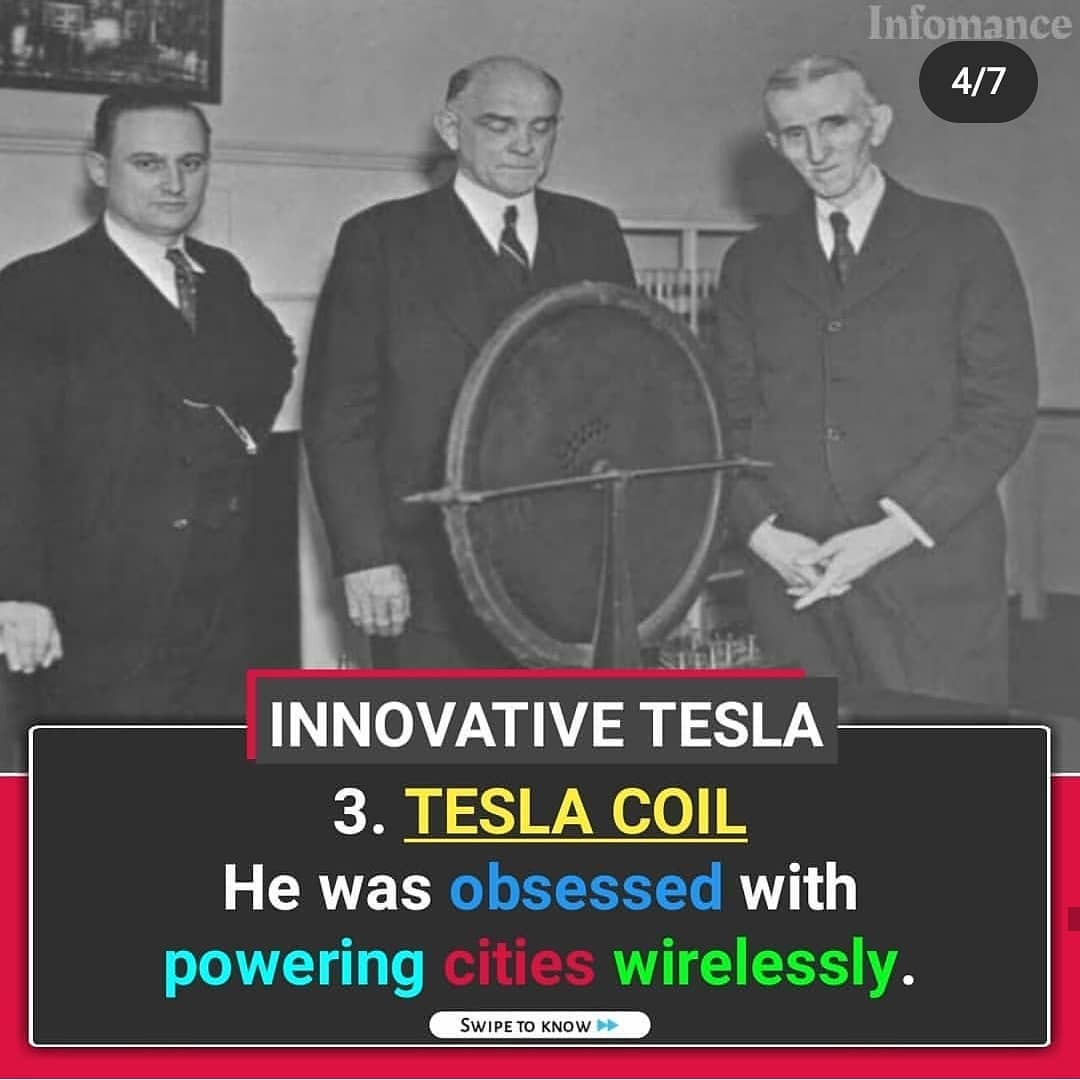 Infomance
4/7
INNOVATIVE TESLA
3. TESLA COIL
He was obsessed with
powering cities wirelessly.
SWIPE TO KNOW